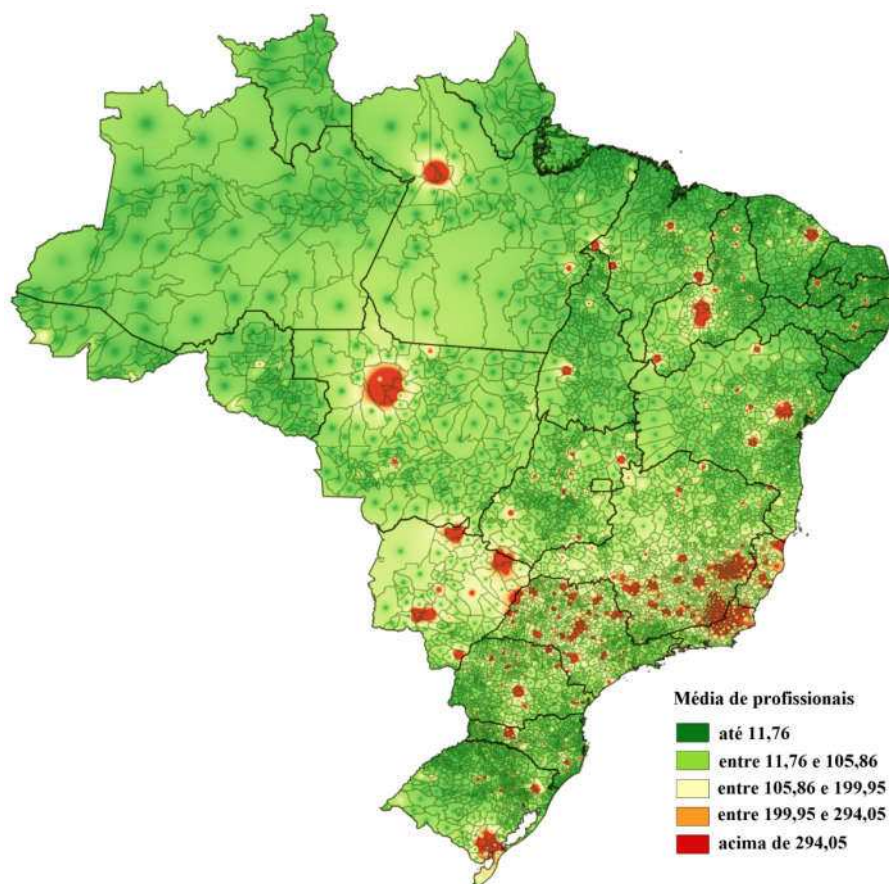 Média de profissionais
até 11,76
entre 11,76 e 105,86
entre 105,86 e 199,95
entre 199,95 e 294,05
acima de 294,05